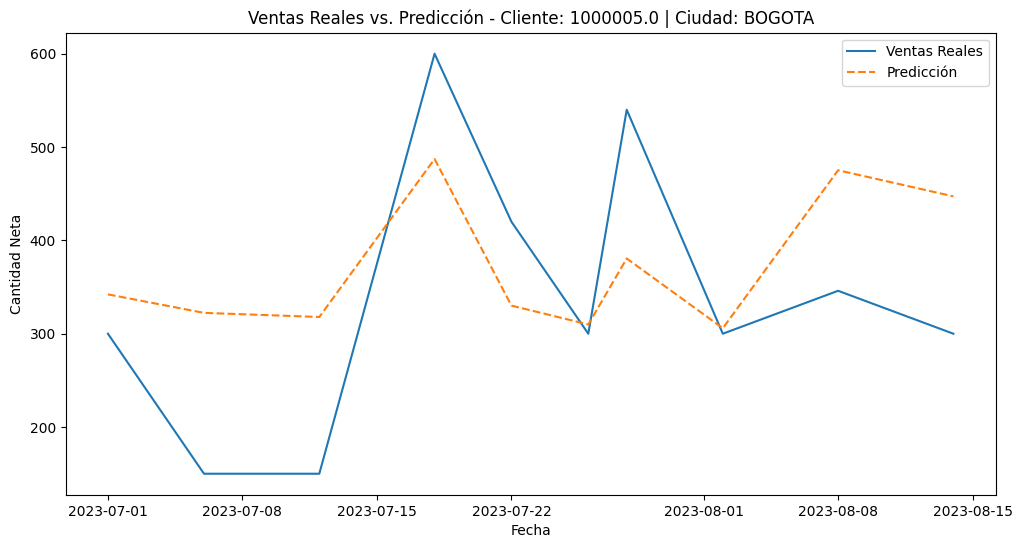 Ventas Reales vs. Predicción - Cliente: 1000005.0 | Ciudad: BOGOTA
Ventas Reales
Predicción
600
500
400
300
200
Cantidad Neta
2023-07-01 2023-07-08 2023-07-15 2023-07-22 2023-08-01 2023-08-08 2023-08-15
Fecha